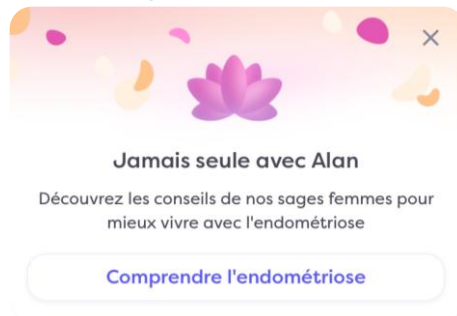 Jamais seule avec Alan
Découvrez les conseils de nos sages femmes pour
mieux vivre avec l'endométriose
Comprendre l'endométriose